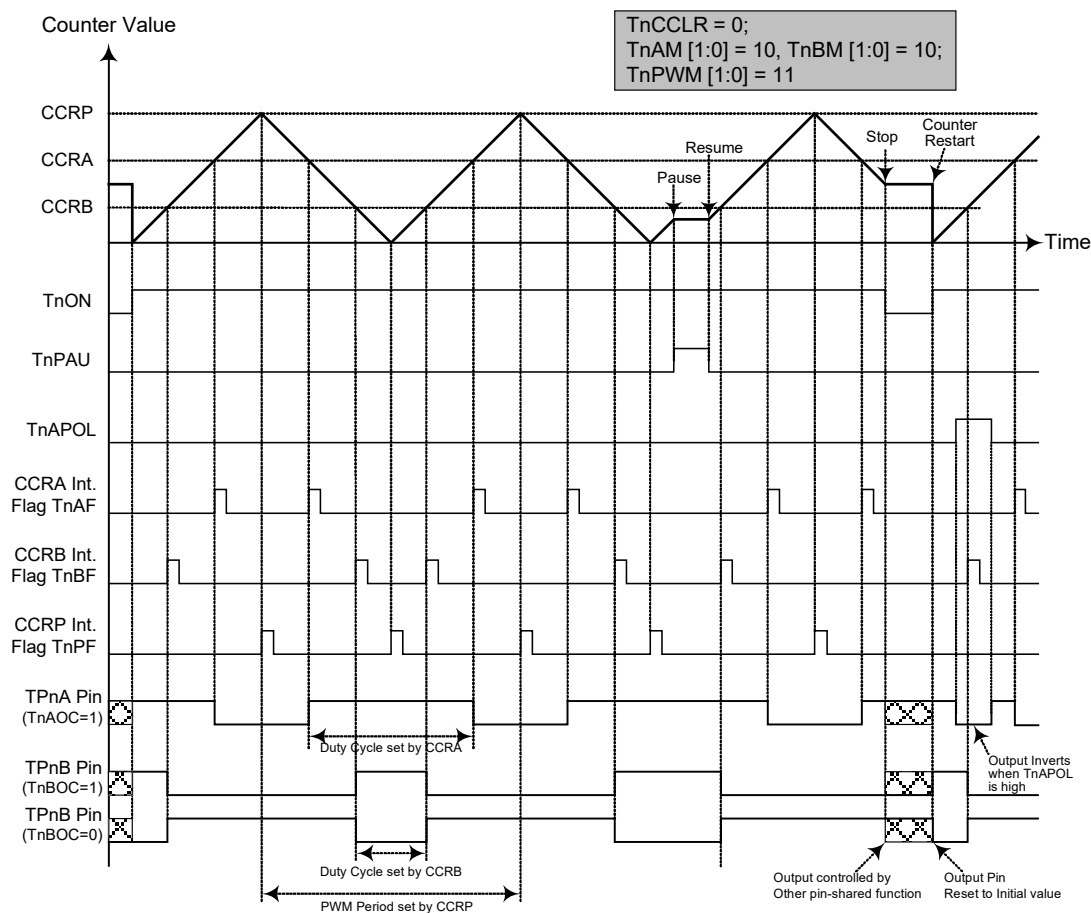 Counter Value
TnCCLR = 0;
TnAM [1:0] = 10, TnBM [1:0] = 10;
TnPWM [1:0] = 11
CCRP
CCRA
CCRB
Pause
Resume
Stop
Counter
Restart
Time
TnON
TnPAU
TnAPOL
CCRA Int.
Flag TnAF
CCRB Int.
Flag TnBF
CCRP Int.
Flag TnPF
TPnA Pin
(TnAOC=1)
Duty Cycle set by CCRA
Output Inverts
when TnAPOL
is high
TPnB Pin
(TnBOC=1)
TPnB Pin
(TnBOC=0)
Duty Cycle set by CCRB
PWM Period set by CCRP
Output controlled by
Other pin-shared function
Output Pin
Reset to Initial value